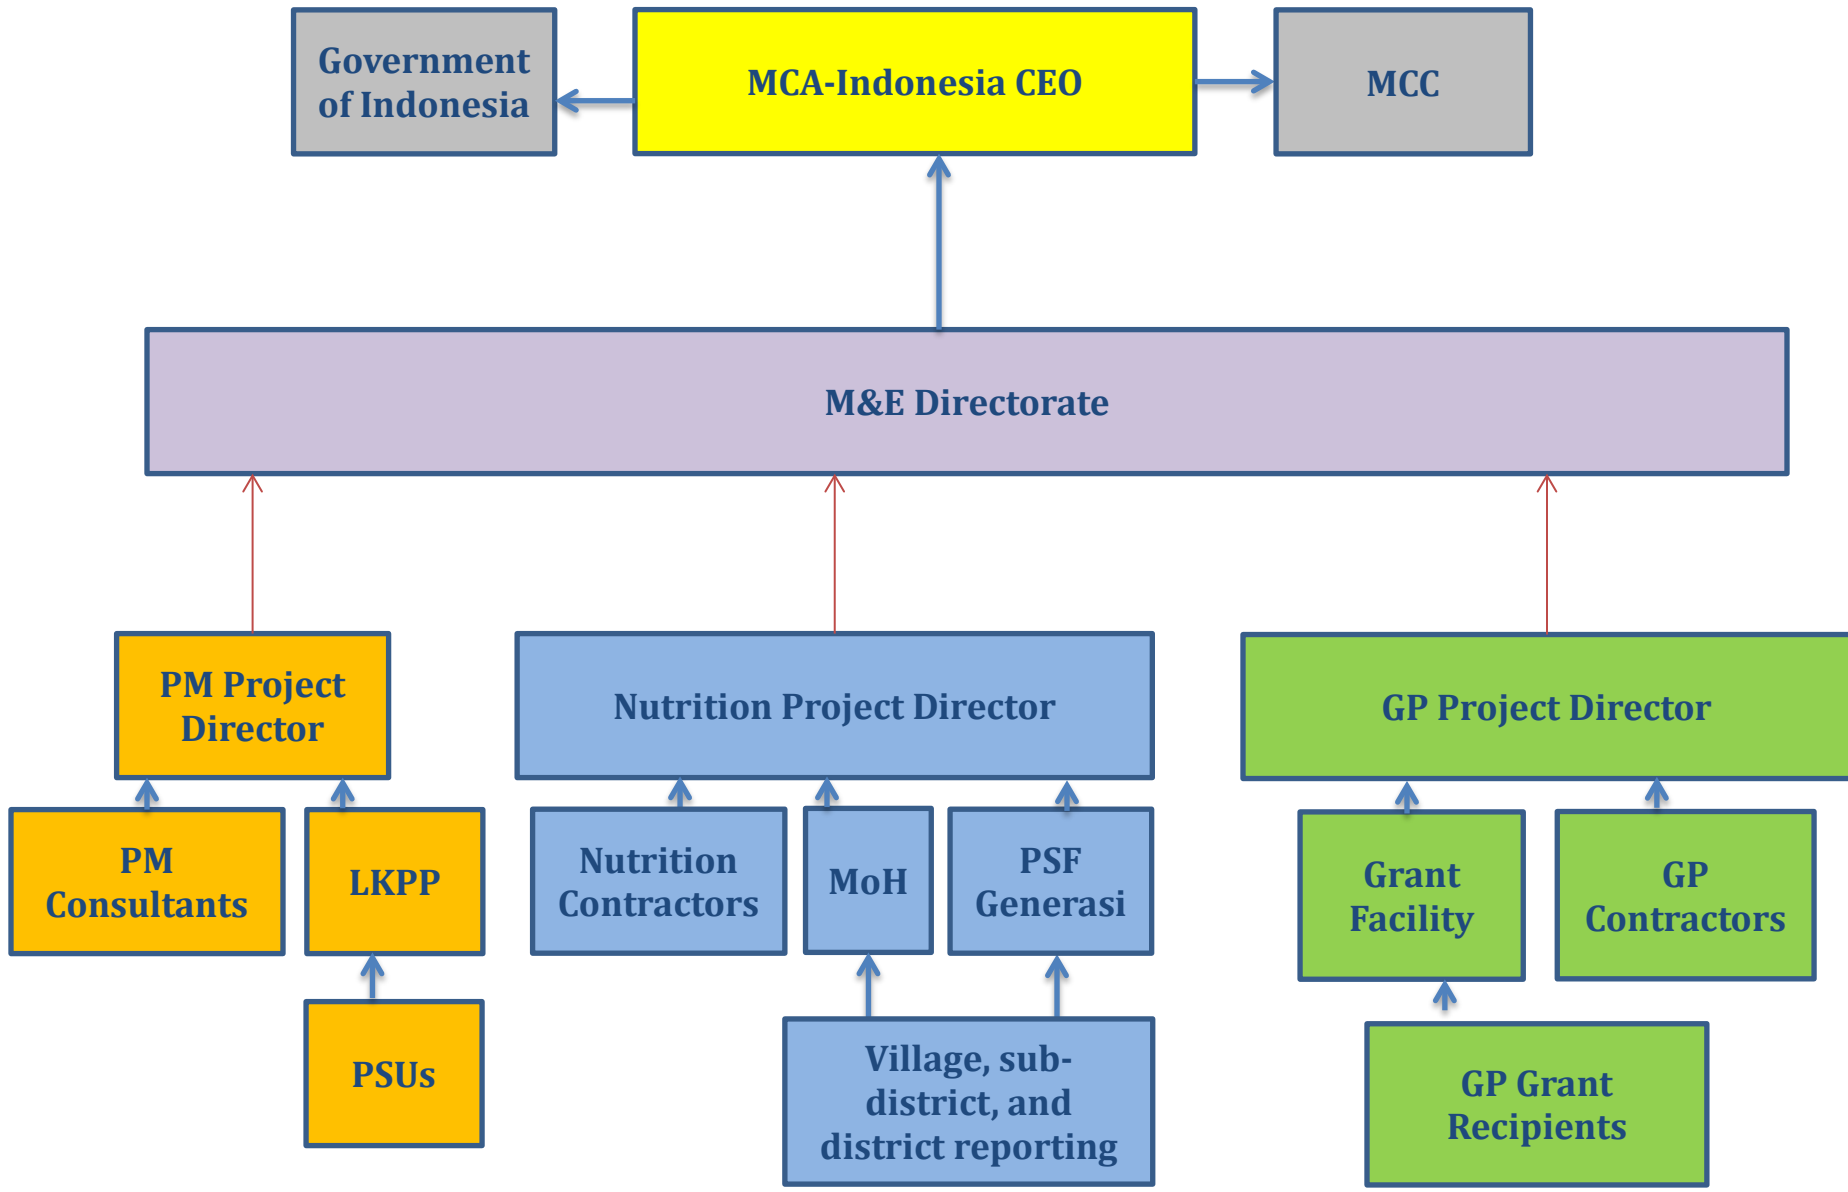 Government
of Indonesia
MCA-Indonesia CEO
MCC
M&E Directorate
PM Project
Director
Nutrition Project Director
GP Project Director
PM
Consultants
LKPP
Nutrition
Contractors
MoH
PSF
Generasi
Grant
Facility
GP
Contractors
PSUs
Village, sub-
district, and
district reporting
GP Grant
Recipients